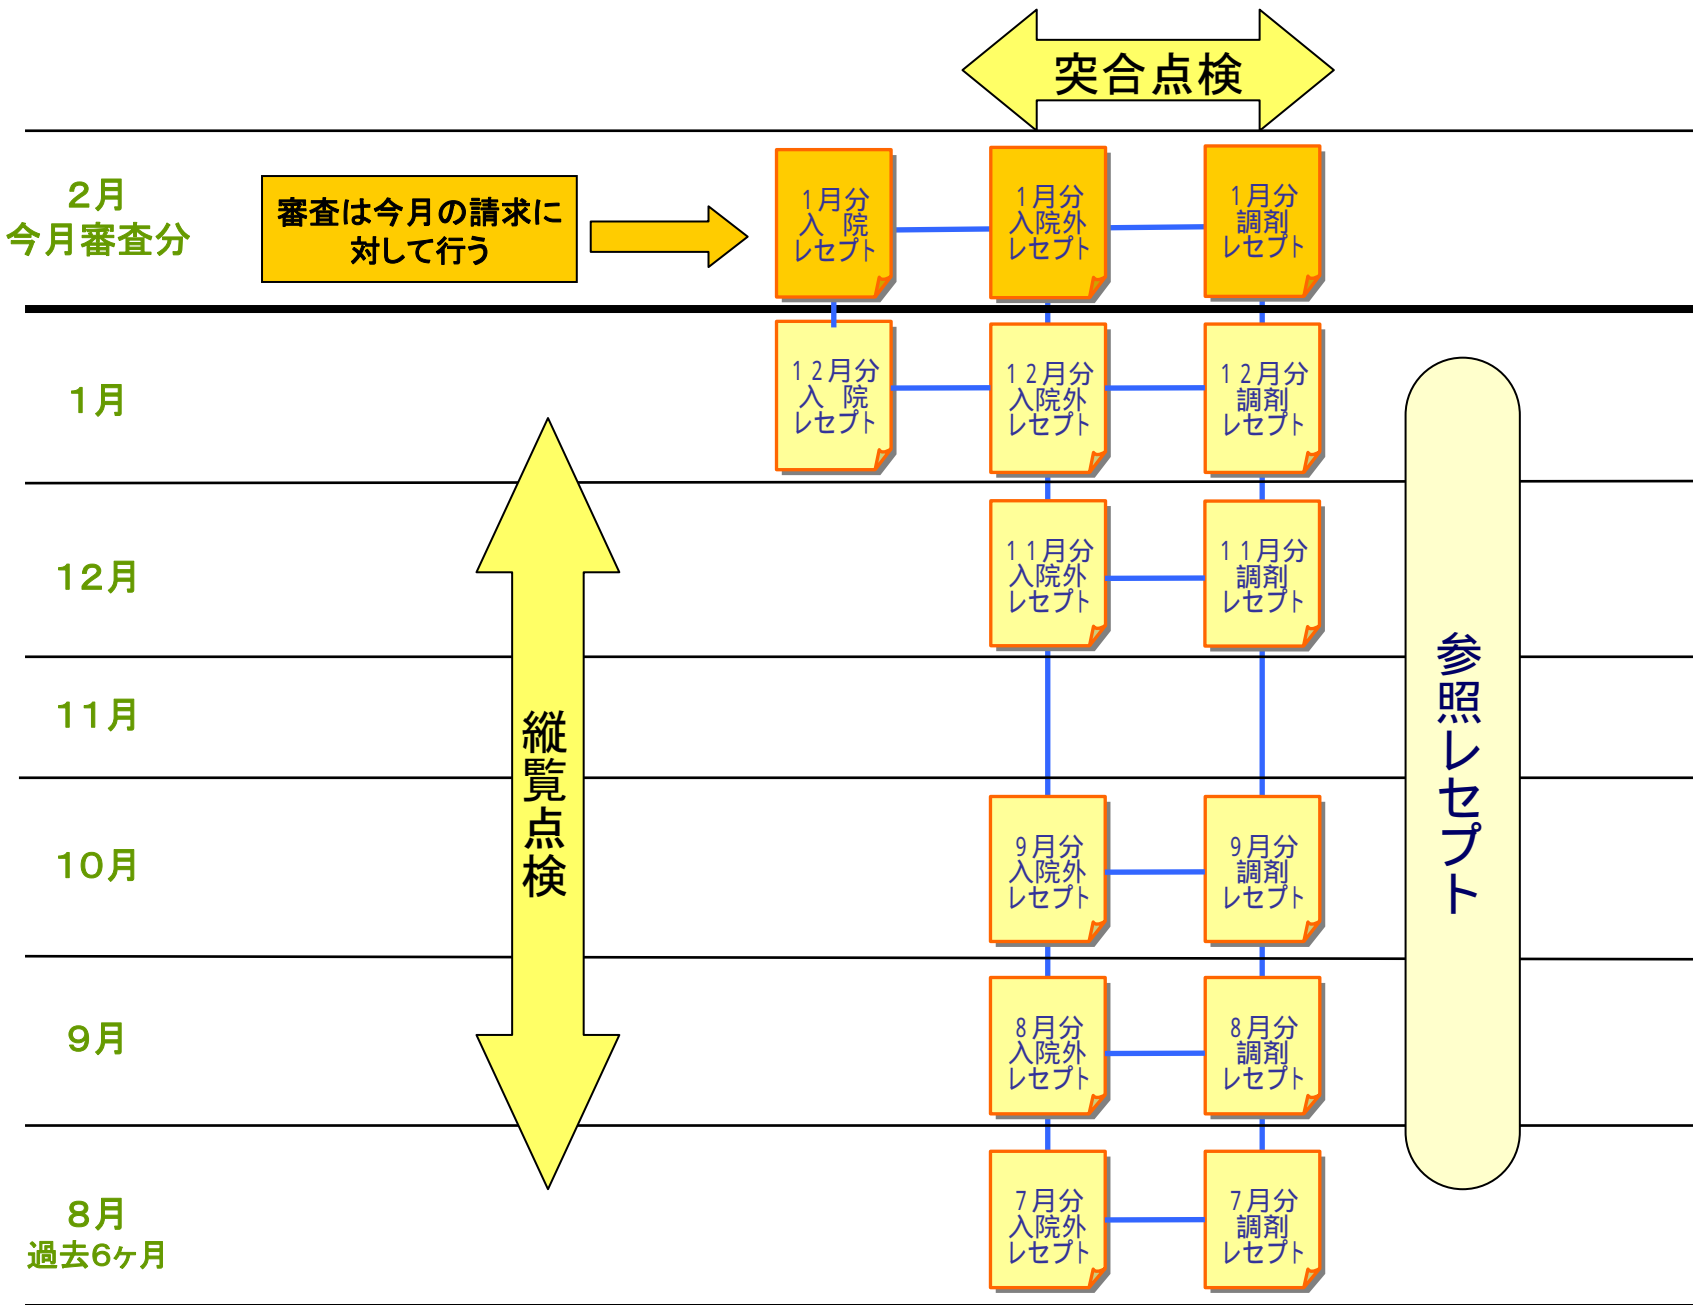 突合点検
2月
今月審査分
審査は今月の請求に
対して行う
1月分
入　院
レセプト
1月分
入院外
レセプト
1月分
調剤
レセプト
1月
12月分
入　院
レセプト
12月分
入院外
レセプト
12月分
調剤
レセプト
12月
11月分
入院外
レセプト
11月分
調剤
レセプト
11月
縦覧点検
参照レセプト
10月
9月分
入院外
レセプト
9月分
調剤
レセプト
9月
8月分
入院外
レセプト
8月分
調剤
レセプト
8月
過去6ヶ月
7月分
入院外
レセプト
7月分
調剤
レセプト